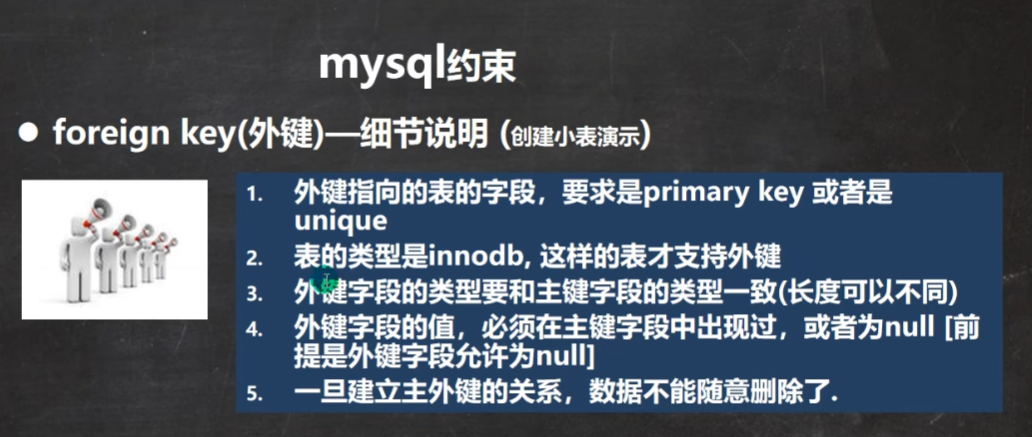 mysql约束
● foreign key(外键)—细节说明 (创建小表演示)
1. 外键指向的表的字段，要求是primary key 或者是
unique
2. 表的类型是innodb, 这样的表才支持外键
3. 外键字段的类型要和主键字段的类型一致(长度可以不同)
4. 外键字段的值，必须在主键字段中出现过，或者为null [前
提是外键字段允许为null]
5. 一旦建立主外键的关系，数据不能随意删除了.